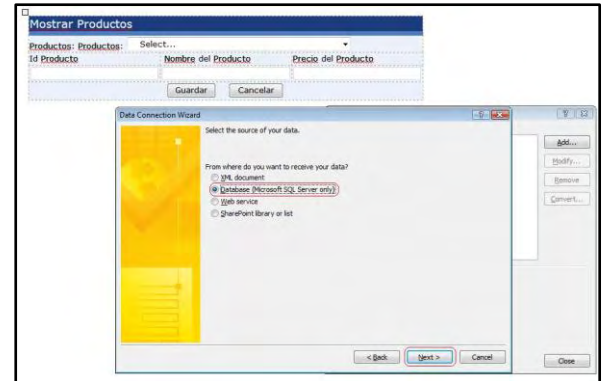 Mostrar Productos
Productos: Productos: Select...
Id Producto Nombre del Producto Precio del Producto
Guardar Cancelar
Data Connection Wizard
Select the source of your data.
From where do you want to receive your data?
XML document
Database (Microsoft SQL Server only)
Web service
SharePoint library or list
< Back Next > Cancel
Add...
Modify...
Remove
Convert...
Close